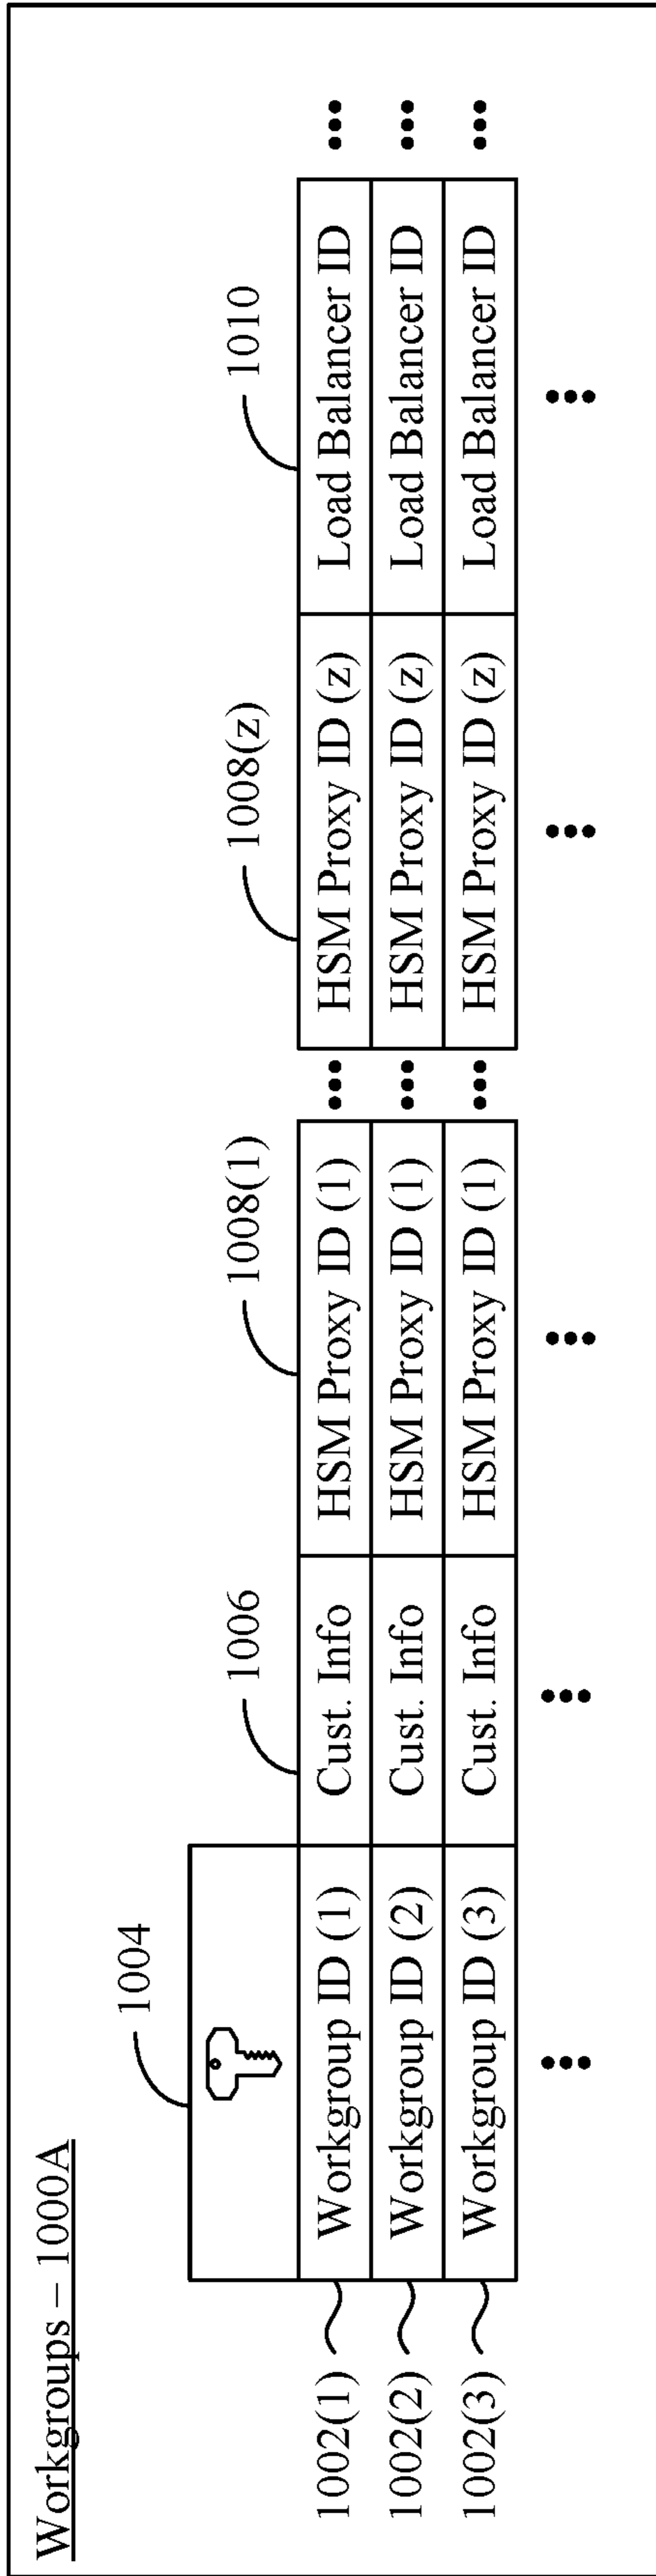 Workgroups – 1000A
1004
1006
1008(1)
1008(z)
1010
1002(1) Workgroup ID (1) Cust. Info HSM Proxy ID (1) ••• HSM Proxy ID (z) Load Balancer ID •••
1002(2) Workgroup ID (2) Cust. Info HSM Proxy ID (1) ••• HSM Proxy ID (z) Load Balancer ID •••
1002(3) Workgroup ID (3) Cust. Info HSM Proxy ID (1) ••• HSM Proxy ID (z) Load Balancer ID •••